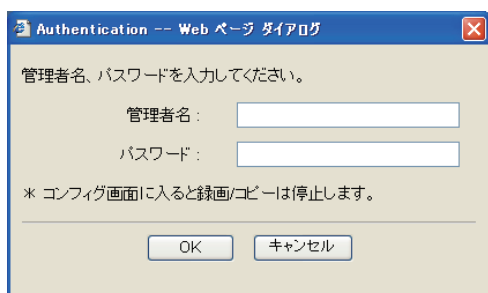 Authentication -- Web ページ ダイアログ
管理者名、パスワードを入力してください。
管理者名 :
パスワード :
* コンフィグ画面に入ると録画/コピーは停止します。
OK キャンセル